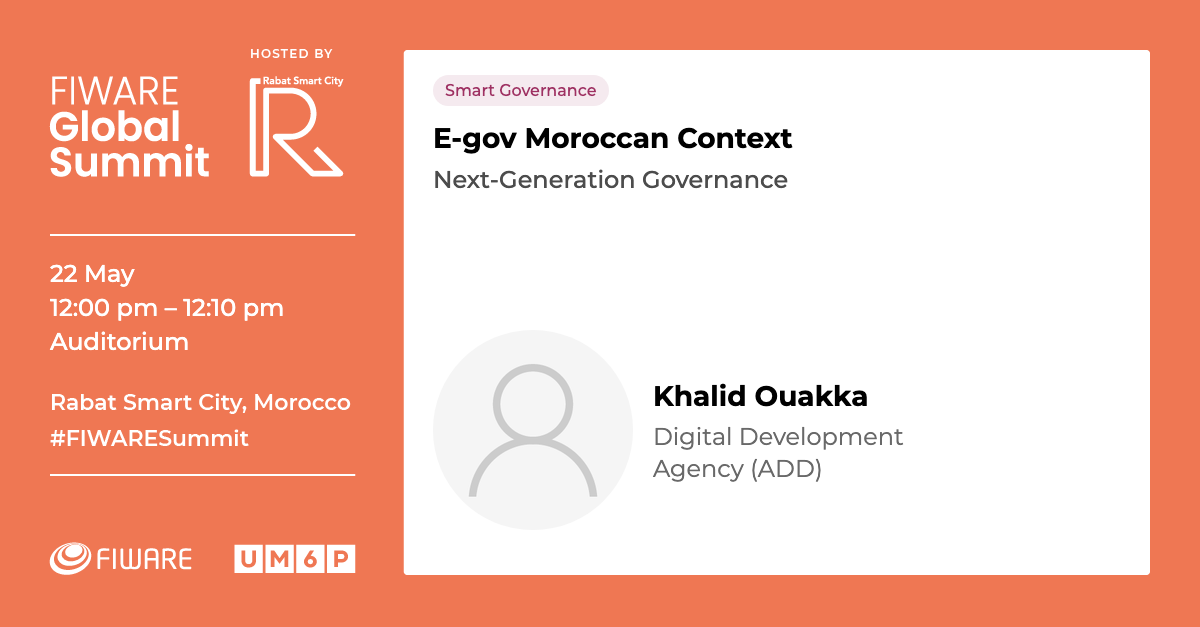 HOSTED BY
FIWARE
Global
Summit
Rabat Smart City
R
22 May
12:00 pm – 12:10 pm
Auditorium
Rabat Smart City, Morocco
#FIWARESummit
FIWARE
UM6P
Smart Governance
E-gov Moroccan Context
Next-Generation Governance
Khalid Ouakka
Digital Development
Agency (ADD)